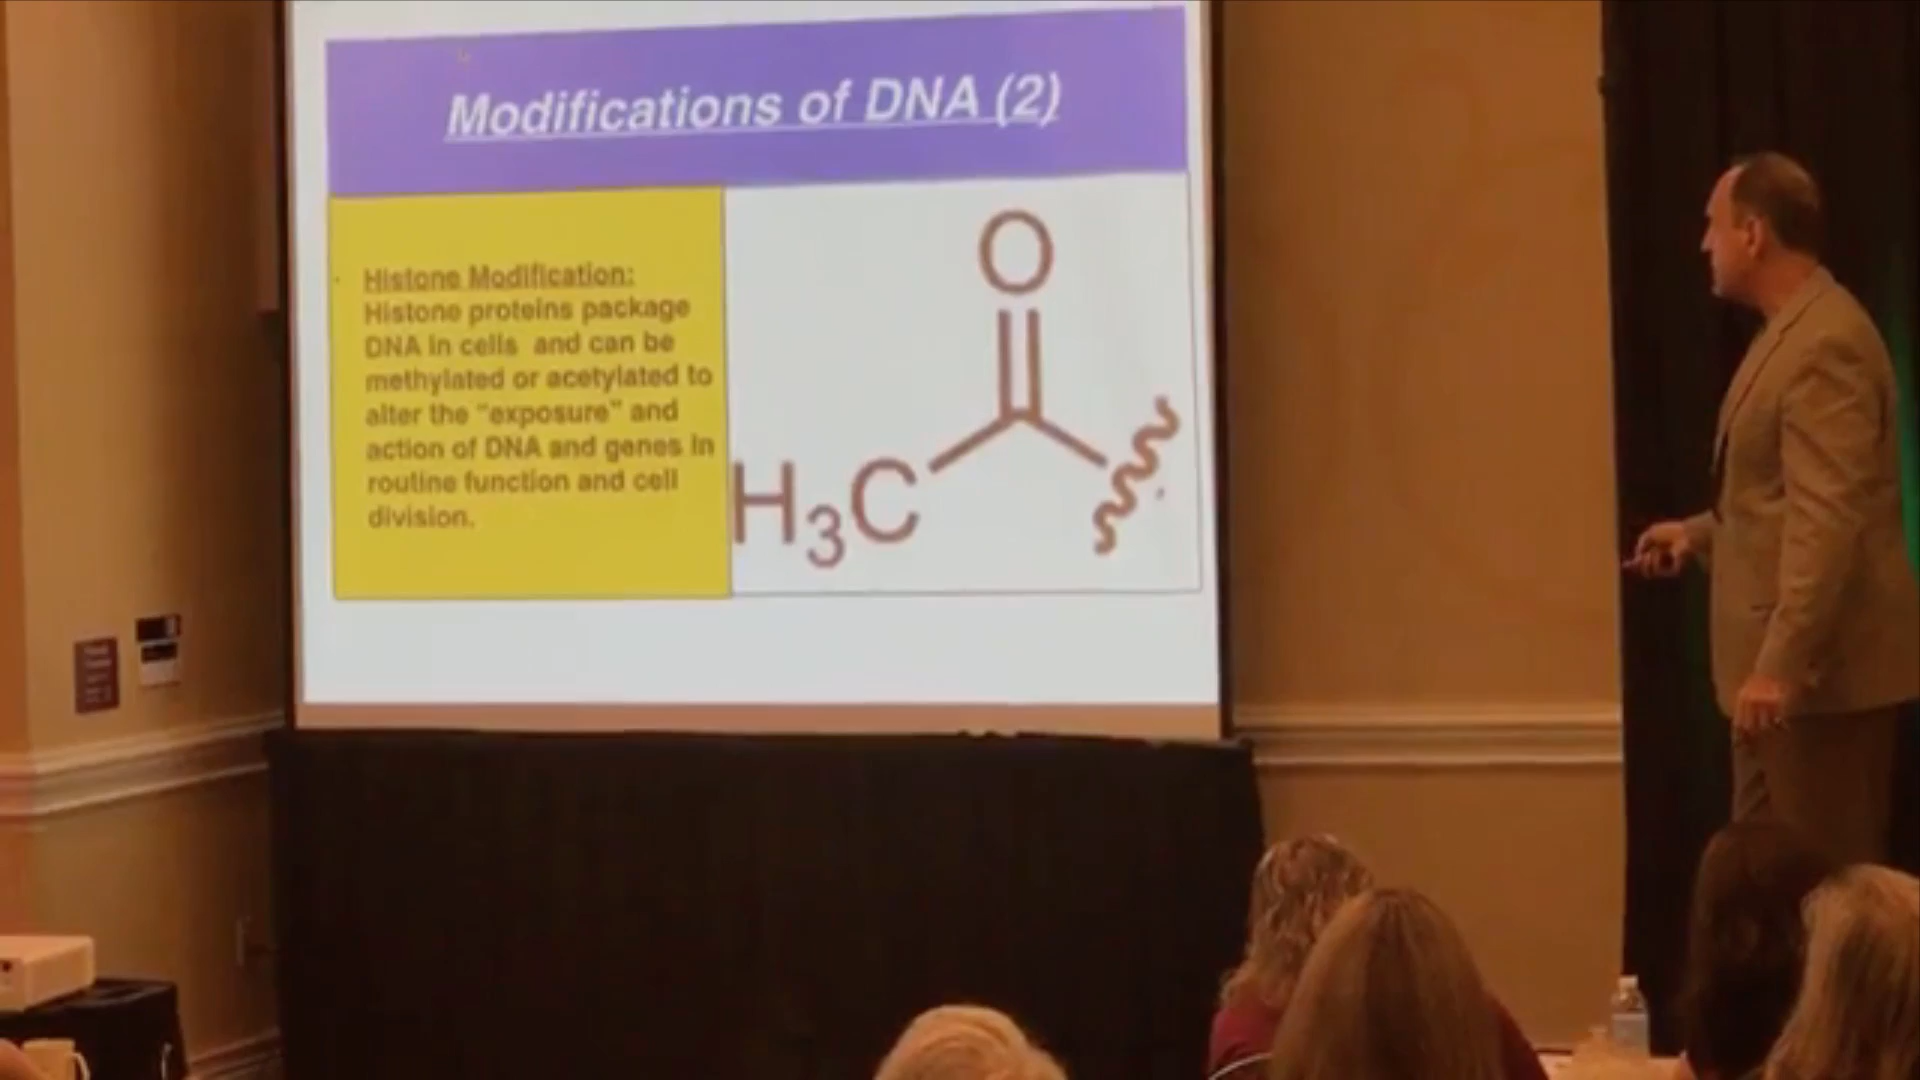 Modifications of DNA (2)
Histone Modification:
Histone proteins package
DNA in cells and can be
methylated or acetylated to
alter the "exposure" and
action of DNA and genes in
routine function and cell
division.
O
H3C